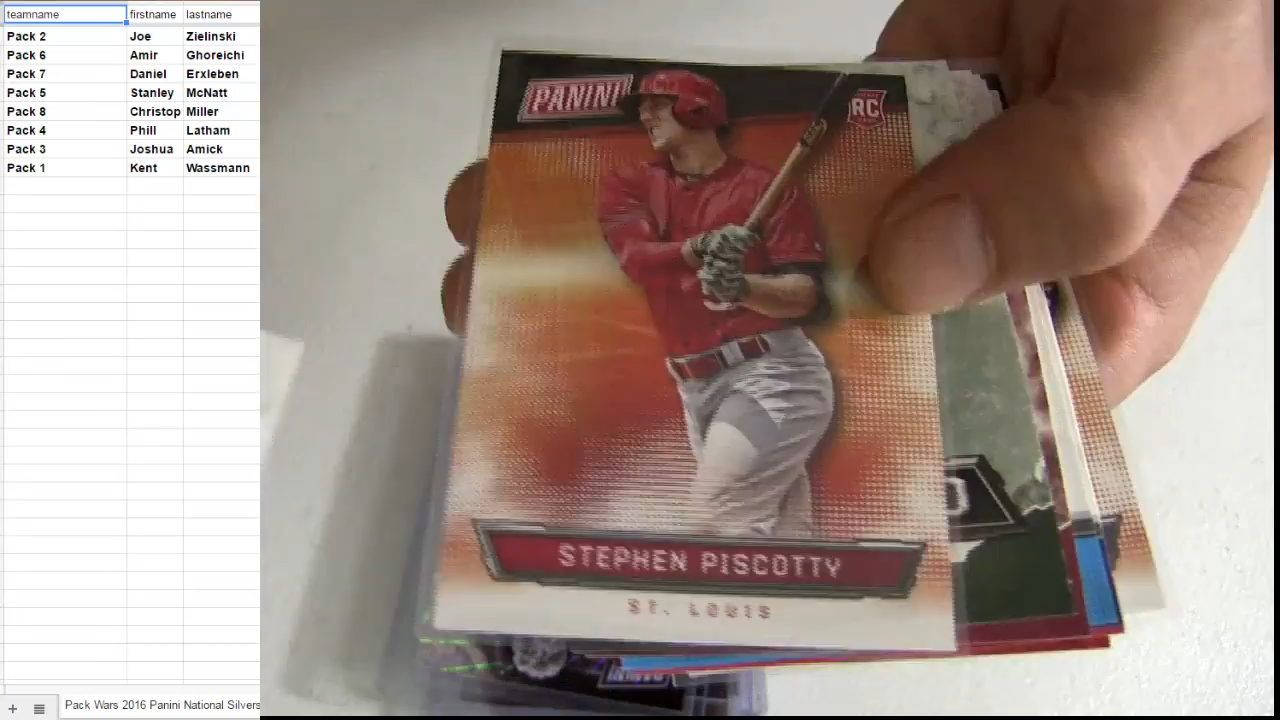 teamname firstname lastname
Pack 2 Joe Zielinski
Pack 6 Amir Ghoreichi
Pack 7 Daniel Erxleben
Pack 5 Stanley McNatt
Pack 8 Christop Miller
Pack 4 Phill Latham
Pack 3 Joshua Amick
Pack 1 Kent Wassmann
Pack Wars 2016 Panini National Silvers
PANINI
RC
STEPHEN PISCOTTY
ST. LOUIS